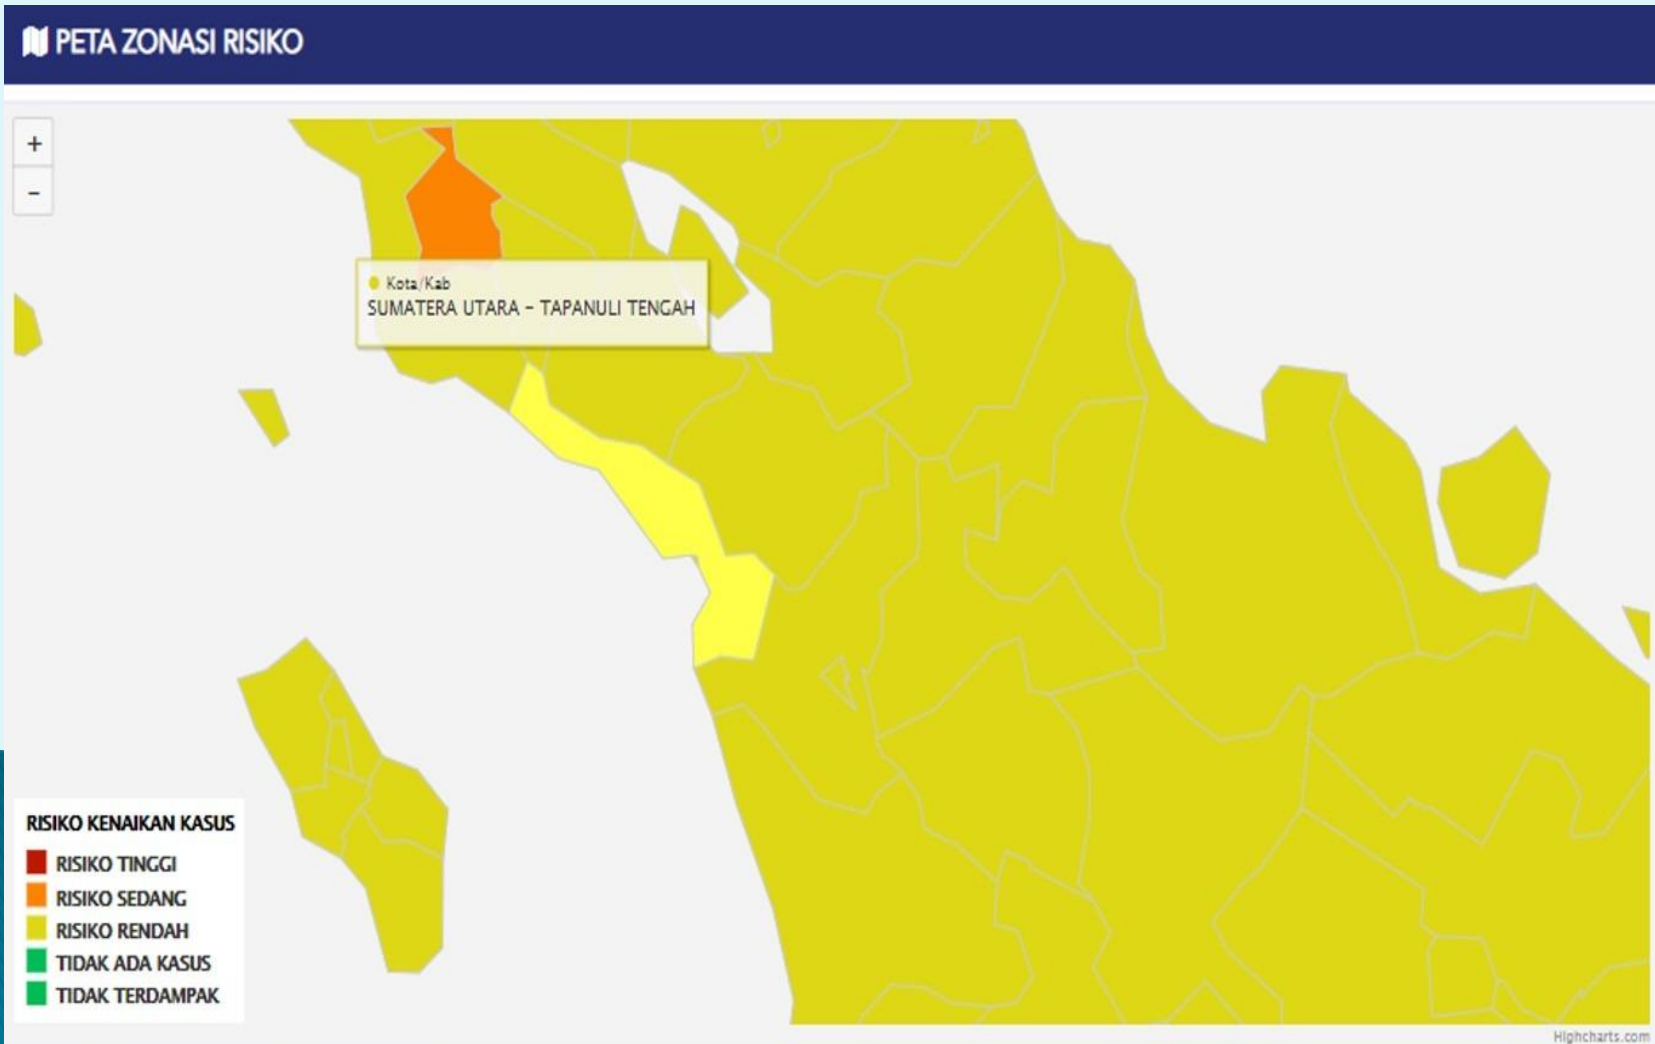 PETA ZONASI RISIKO
+
-
Kota/Kab
SUMATERA UTARA - TAPANULI TENGAH
RISIKO KENAIKAN KASUS
RISIKO TINGGI
RISIKO SEDANG
RISIKO RENDAH
TIDAK ADA KASUS
TIDAK TERDAMPAK
Highcharts.com